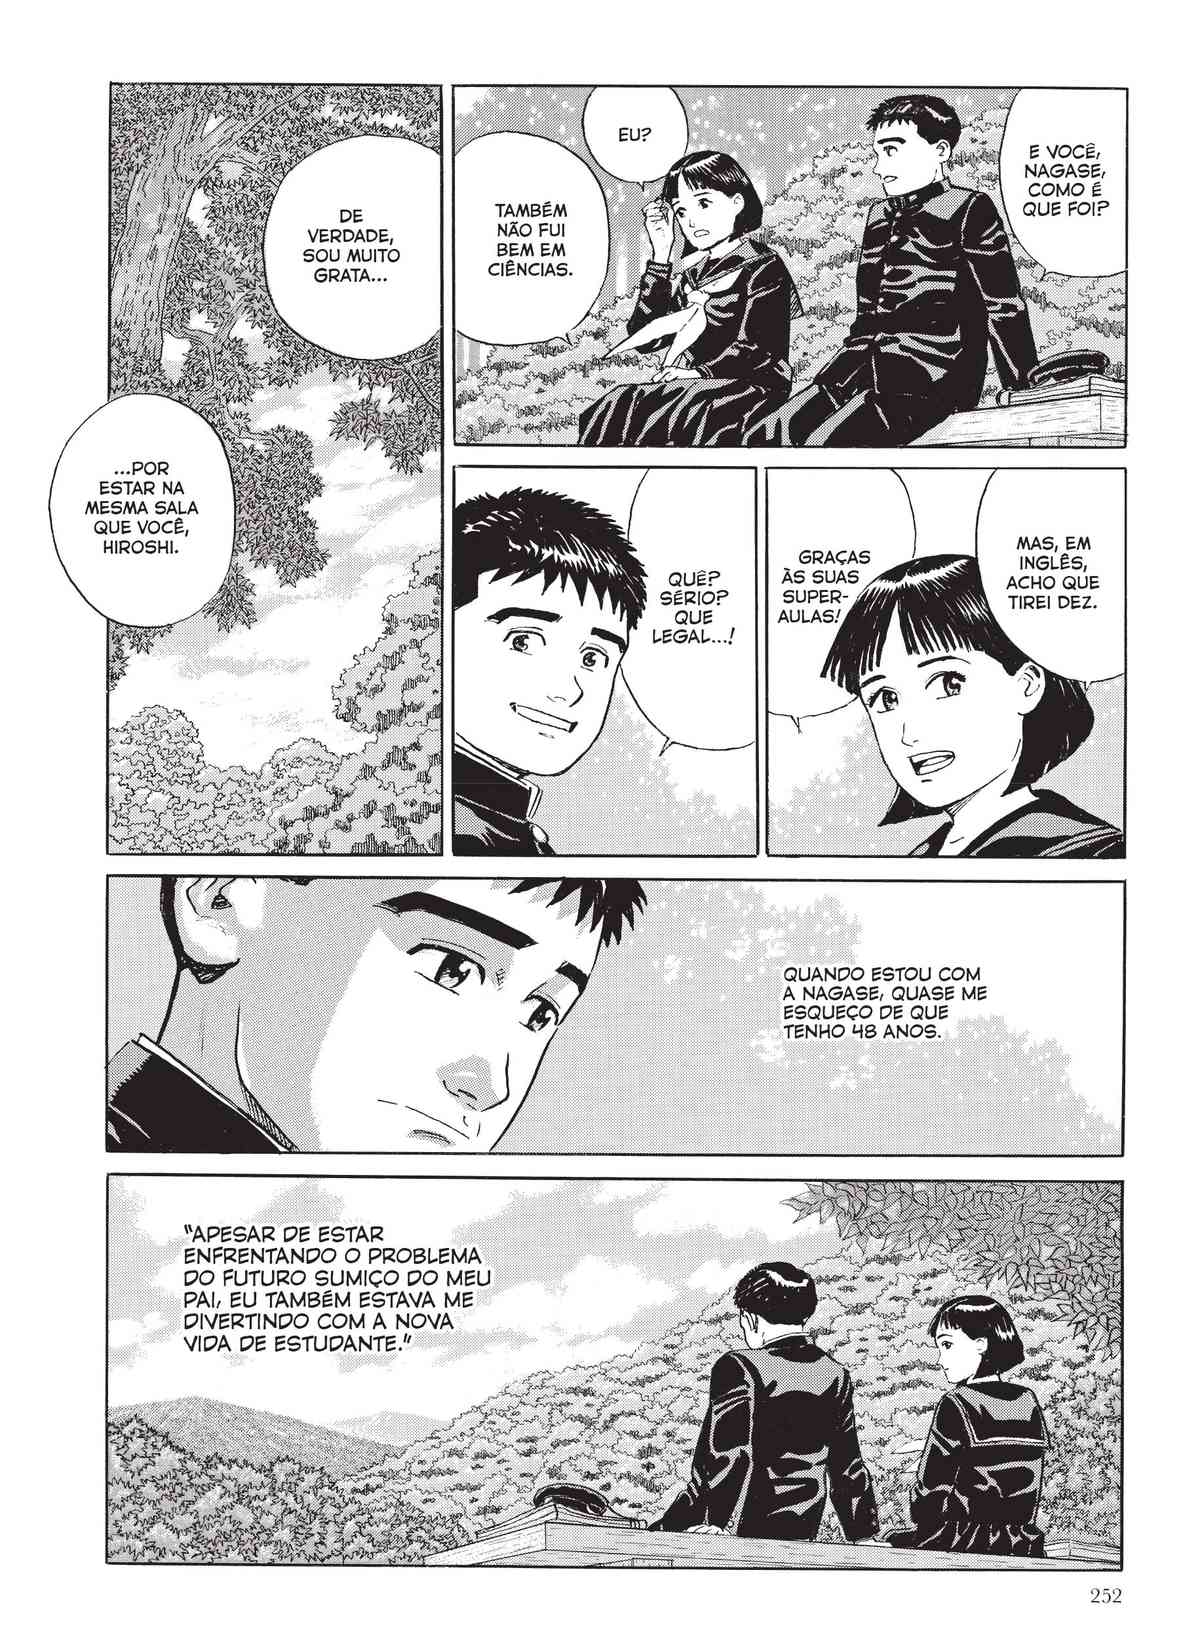 E VOCÊ,
NAGASE,
COMO É
QUE FOI?
EU?
TAMBÉM
NÃO FUI
BEM EM
CIÊNCIAS.
MAS, EM
INGLÊS,
ACHO QUE
TIREI DEZ.
GRAÇAS
ÀS SUAS
SUPER-
AULAS!
QUÊ?
SÉRIO?
QUE
LEGAL...!
DE
VERDADE,
SOU MUITO
GRATA...
...POR
ESTAR NA
MESMA SALA
QUE VOCÊ,
HIROSHI.
QUANDO ESTOU COM
A NAGASE, QUASE ME
ESQUEÇO DE QUE
TENHO 48 ANOS.
"APESAR DE ESTAR
ENFRENTANDO O PROBLEMA
DO FUTURO SUMIÇO DO MEU
PAI, EU TAMBÉM ESTAVA ME
DIVERTINDO COM A NOVA
VIDA DE ESTUDANTE."
252